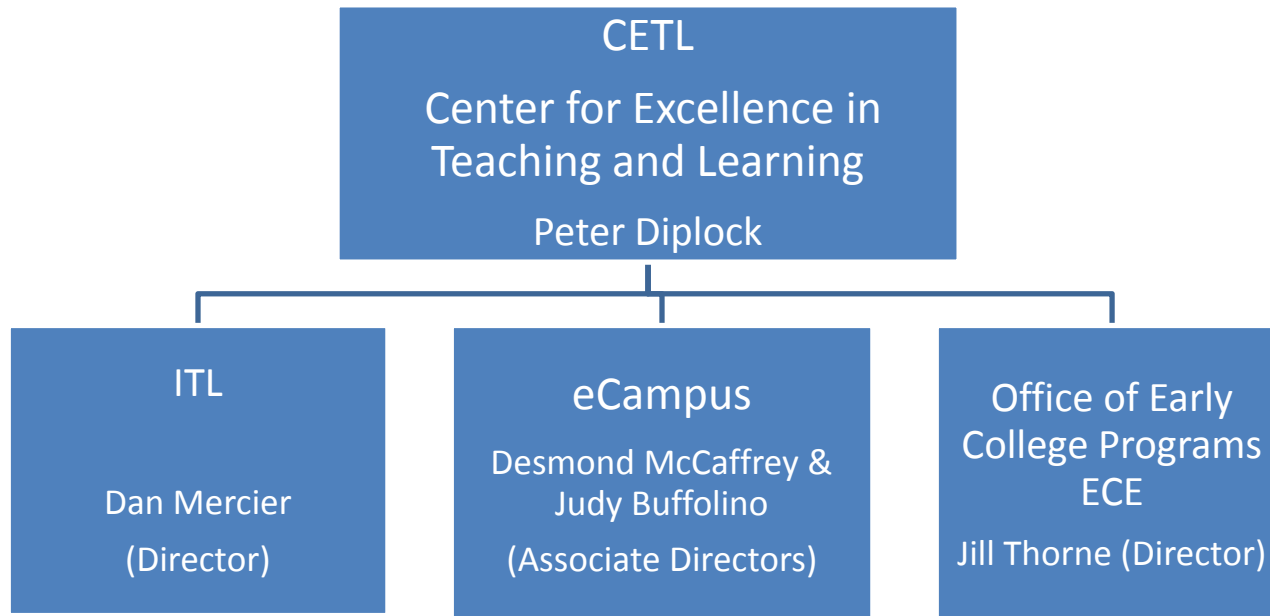 CETL
Center for Excellence in
Teaching and Learning
Peter Diplock
ITL
Dan Mercier
(Director)
eCampus
Desmond McCaffrey &
Judy Buffolino
(Associate Directors)
Office of Early
College Programs
ECE
Jill Thorne (Director)